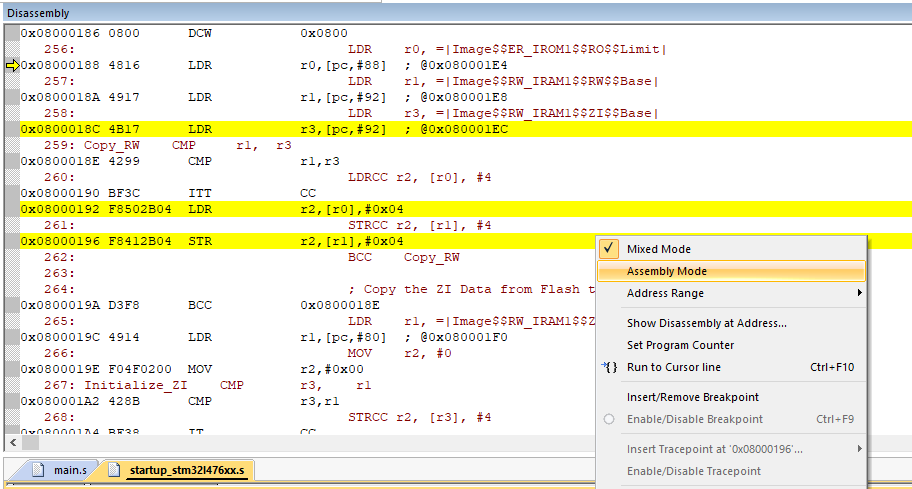 Disassembly
0x08000186 0800 DCW 0x0800
256: LDR r0, =|Image$$ER_IROM1$$RO$$Limit|
0x08000188 4816 LDR r0,[pc,#88] ; @0x080001E4
257: LDR r1, =|Image$$RW_IRAM1$$RW$$Base|
0x0800018A 4917 LDR r1,[pc,#92] ; @0x080001E8
258: LDR r3, =|Image$$RW_IRAM1$$ZI$$Base|
0x0800018C 4B17 LDR r3,[pc,#92] ; @0x080001EC
259: Copy_RW CMP r1, r3
0x0800018E 4299 CMP r1,r3
260: LDRCC r2, [r0], #4
0x08000190 BF3C ITT CC
0x08000192 F8502B04 LDR r2,[r0],#0x04
261: STRCC r2, [r1], #4
0x08000196 F8412B04 STR r2,[r1],#0x04
262: BCC Copy_RW
263:
264: ; Copy the ZI Data from Flash t
0x0800019A D3F8 BCC 0x0800018E
265: LDR r1, =|Image$$RW_IRAM1$$Z
0x0800019C 4914 LDR r1,[pc,#80] ; @0x080001F0
266: MOV r2, #0
0x0800019E F04F0200 MOV r2,#0x00
267: Initialize_ZI CMP r3, r1
0x080001A2 428B CMP r3,r1
268: STRCC r2, [r3], #4
0x080001A4 BF38 IT CC
Mixed Mode
Assembly Mode
Address Range
Show Disassembly at Address...
Set Program Counter
{} Run to Cursor line Ctrl+F10
Insert/Remove Breakpoint
Enable/Disable Breakpoint Ctrl+F9
Insert Tracepoint at '0x08000196'...
Enable/Disable Tracepoint
main.s startup_stm32l476xx.s